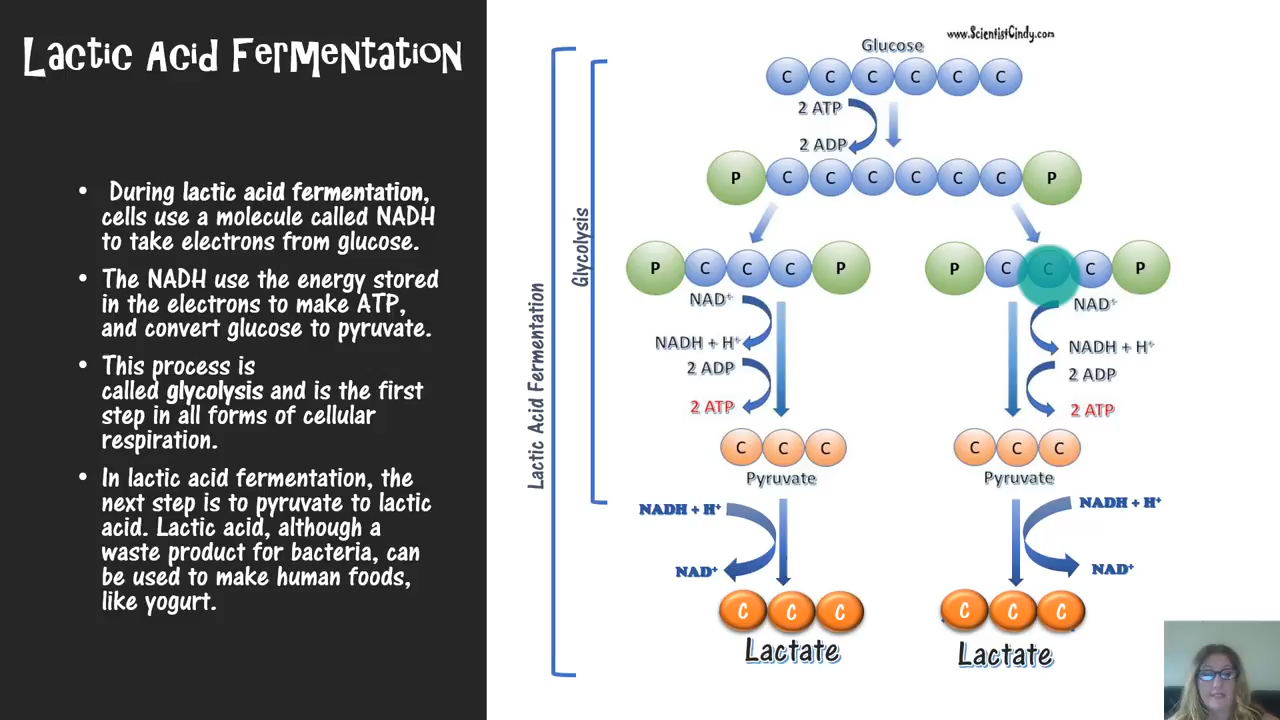 Lactic Acid Fermentation
• During lactic acid fermentation,
cells use a molecule called NADH
to take electrons from glucose.
• The NADH use the energy stored
in the electrons to make ATP,
and convert glucose to pyruvate.
• This process is
called glycolysis and is the first
step in all forms of cellular
respiration.
• In lactic acid fermentation, the
next step is to pyruvate to lactic
acid. Lactic acid, although a
waste product for bacteria, can
be used to make human foods,
like yogurt.
www.ScientistCindy.com
Glucose
C C C C C C
2 ATP
2 ADP
P C C C C C C P
Glycolysis
Lactic Acid Fermentation
P C C C P
P C C C P
NAD+
NAD+
NADH + H+
NADH + H+
2 ADP
2 ADP
2 ATP
2 ATP
C C C
C C C
Pyruvate
Pyruvate
NADH + H+
NADH + H+
NAD+
NAD+
C C C
C C C
Lactate
Lactate